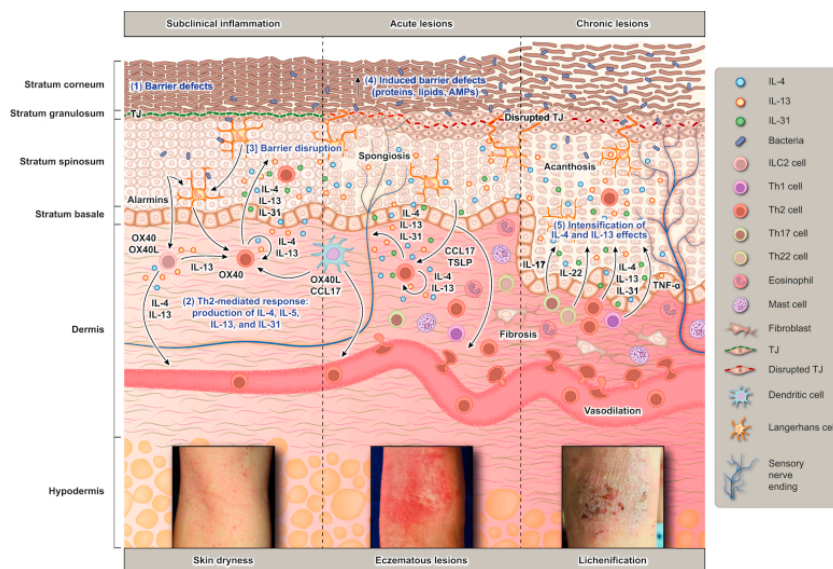 Subclinical inflammation
Acute lesions
Chronic lesions
Stratum corneum
(1) Barrier defects
(4) Induced barrier defects
(proteins, lipids, AMPs)
Stratum granulosum
TJ
Disrupted TJ
[3] Barrier disruption
Spongiosis
Stratum spinosum
Acanthosis
Alarmins
IL-4
IL-13
IL-31
Stratum basale
IL-4
IL-13
IL-31
(5) Intensification of
IL-4 and IL-13 effects
OX40
OX40L
IL-4
IL-13
IL-13
OX40
OX40L
CCL17
CCL17
TSLP
IL-4
IL-13
IL-17
IL-22
IL-4
IL-13
IL-31
TNF-α
IL-4
IL-13
(2) Th2-mediated response:
production of IL-4, IL-5,
IL-13, and IL-31
Dermis
Fibrosis
Vasodilation
Hypodermis
Skin dryness
Eczematous lesions
Lichenification
IL-4
IL-13
IL-31
Bacteria
ILC2 cell
Th1 cell
Th2 cell
Th17 cell
Th22 cell
Eosinophil
Mast cell
Fibroblast
TJ
Disrupted TJ
Dendritic cell
Langerhans cel
Sensory
nerve
ending